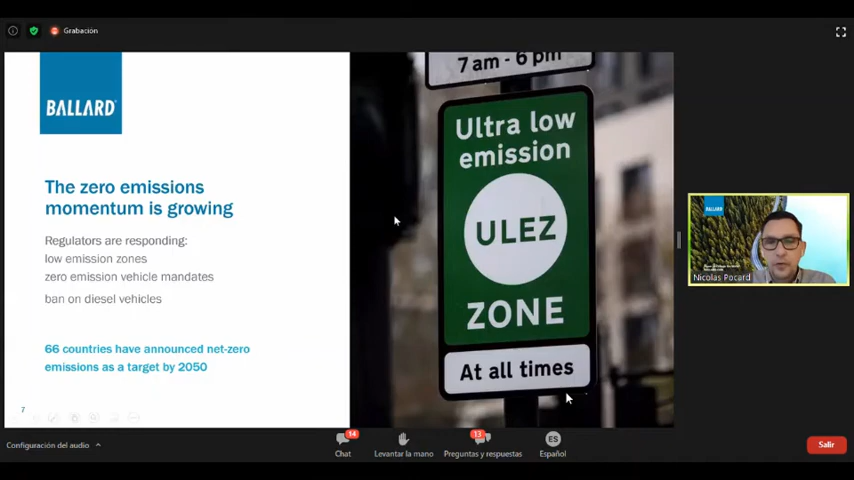 Grabación
BALLARD
The zero emissions
momentum is growing
Regulators are responding:
low emission zones
zero emission vehicle mandates
ban on diesel vehicles
66 countries have announced net-zero
emissions as a target by 2050
7
7 am - 6 pm
Ultra low
emission
ULEZ
ZONE
At all times
BALLARD
Nicolas Pocard
Configuración del audio
14
Chat
Levantar la mano
13
Preguntas y respuestas
ES
Español
Salir